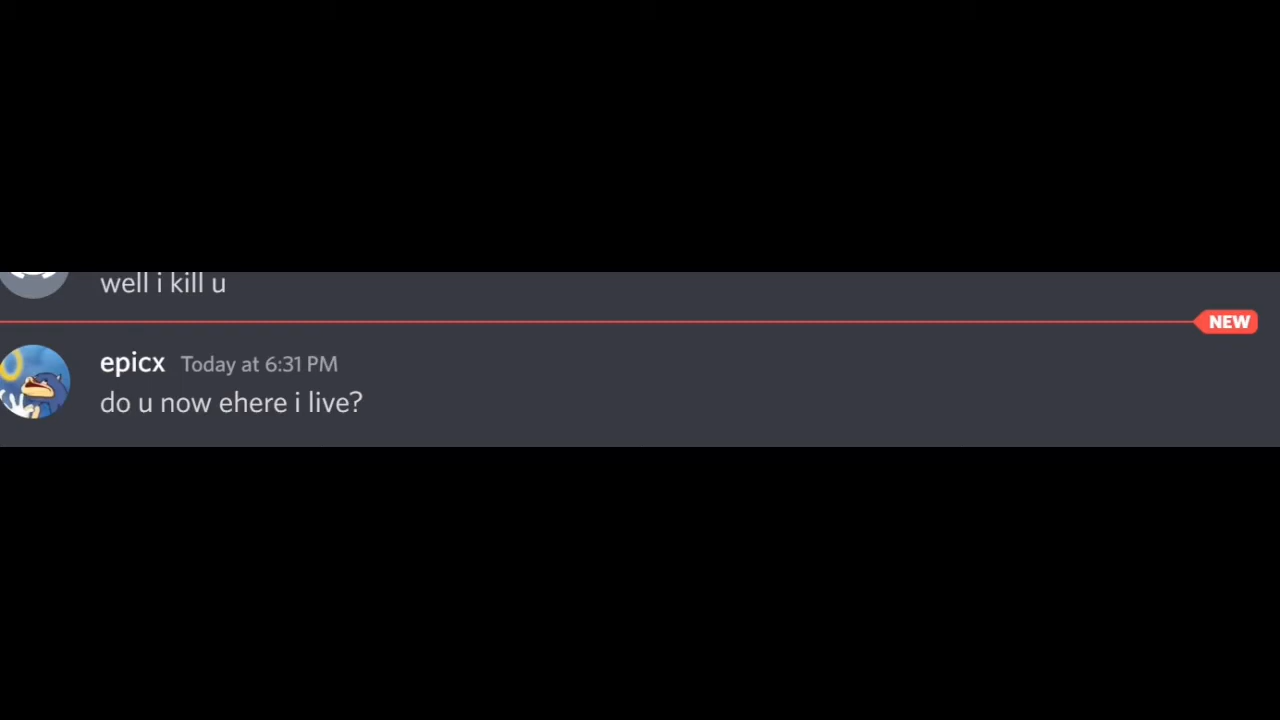 well i kill u
NEW
epicx Today at 6:31 PM
do u now ehere i live?